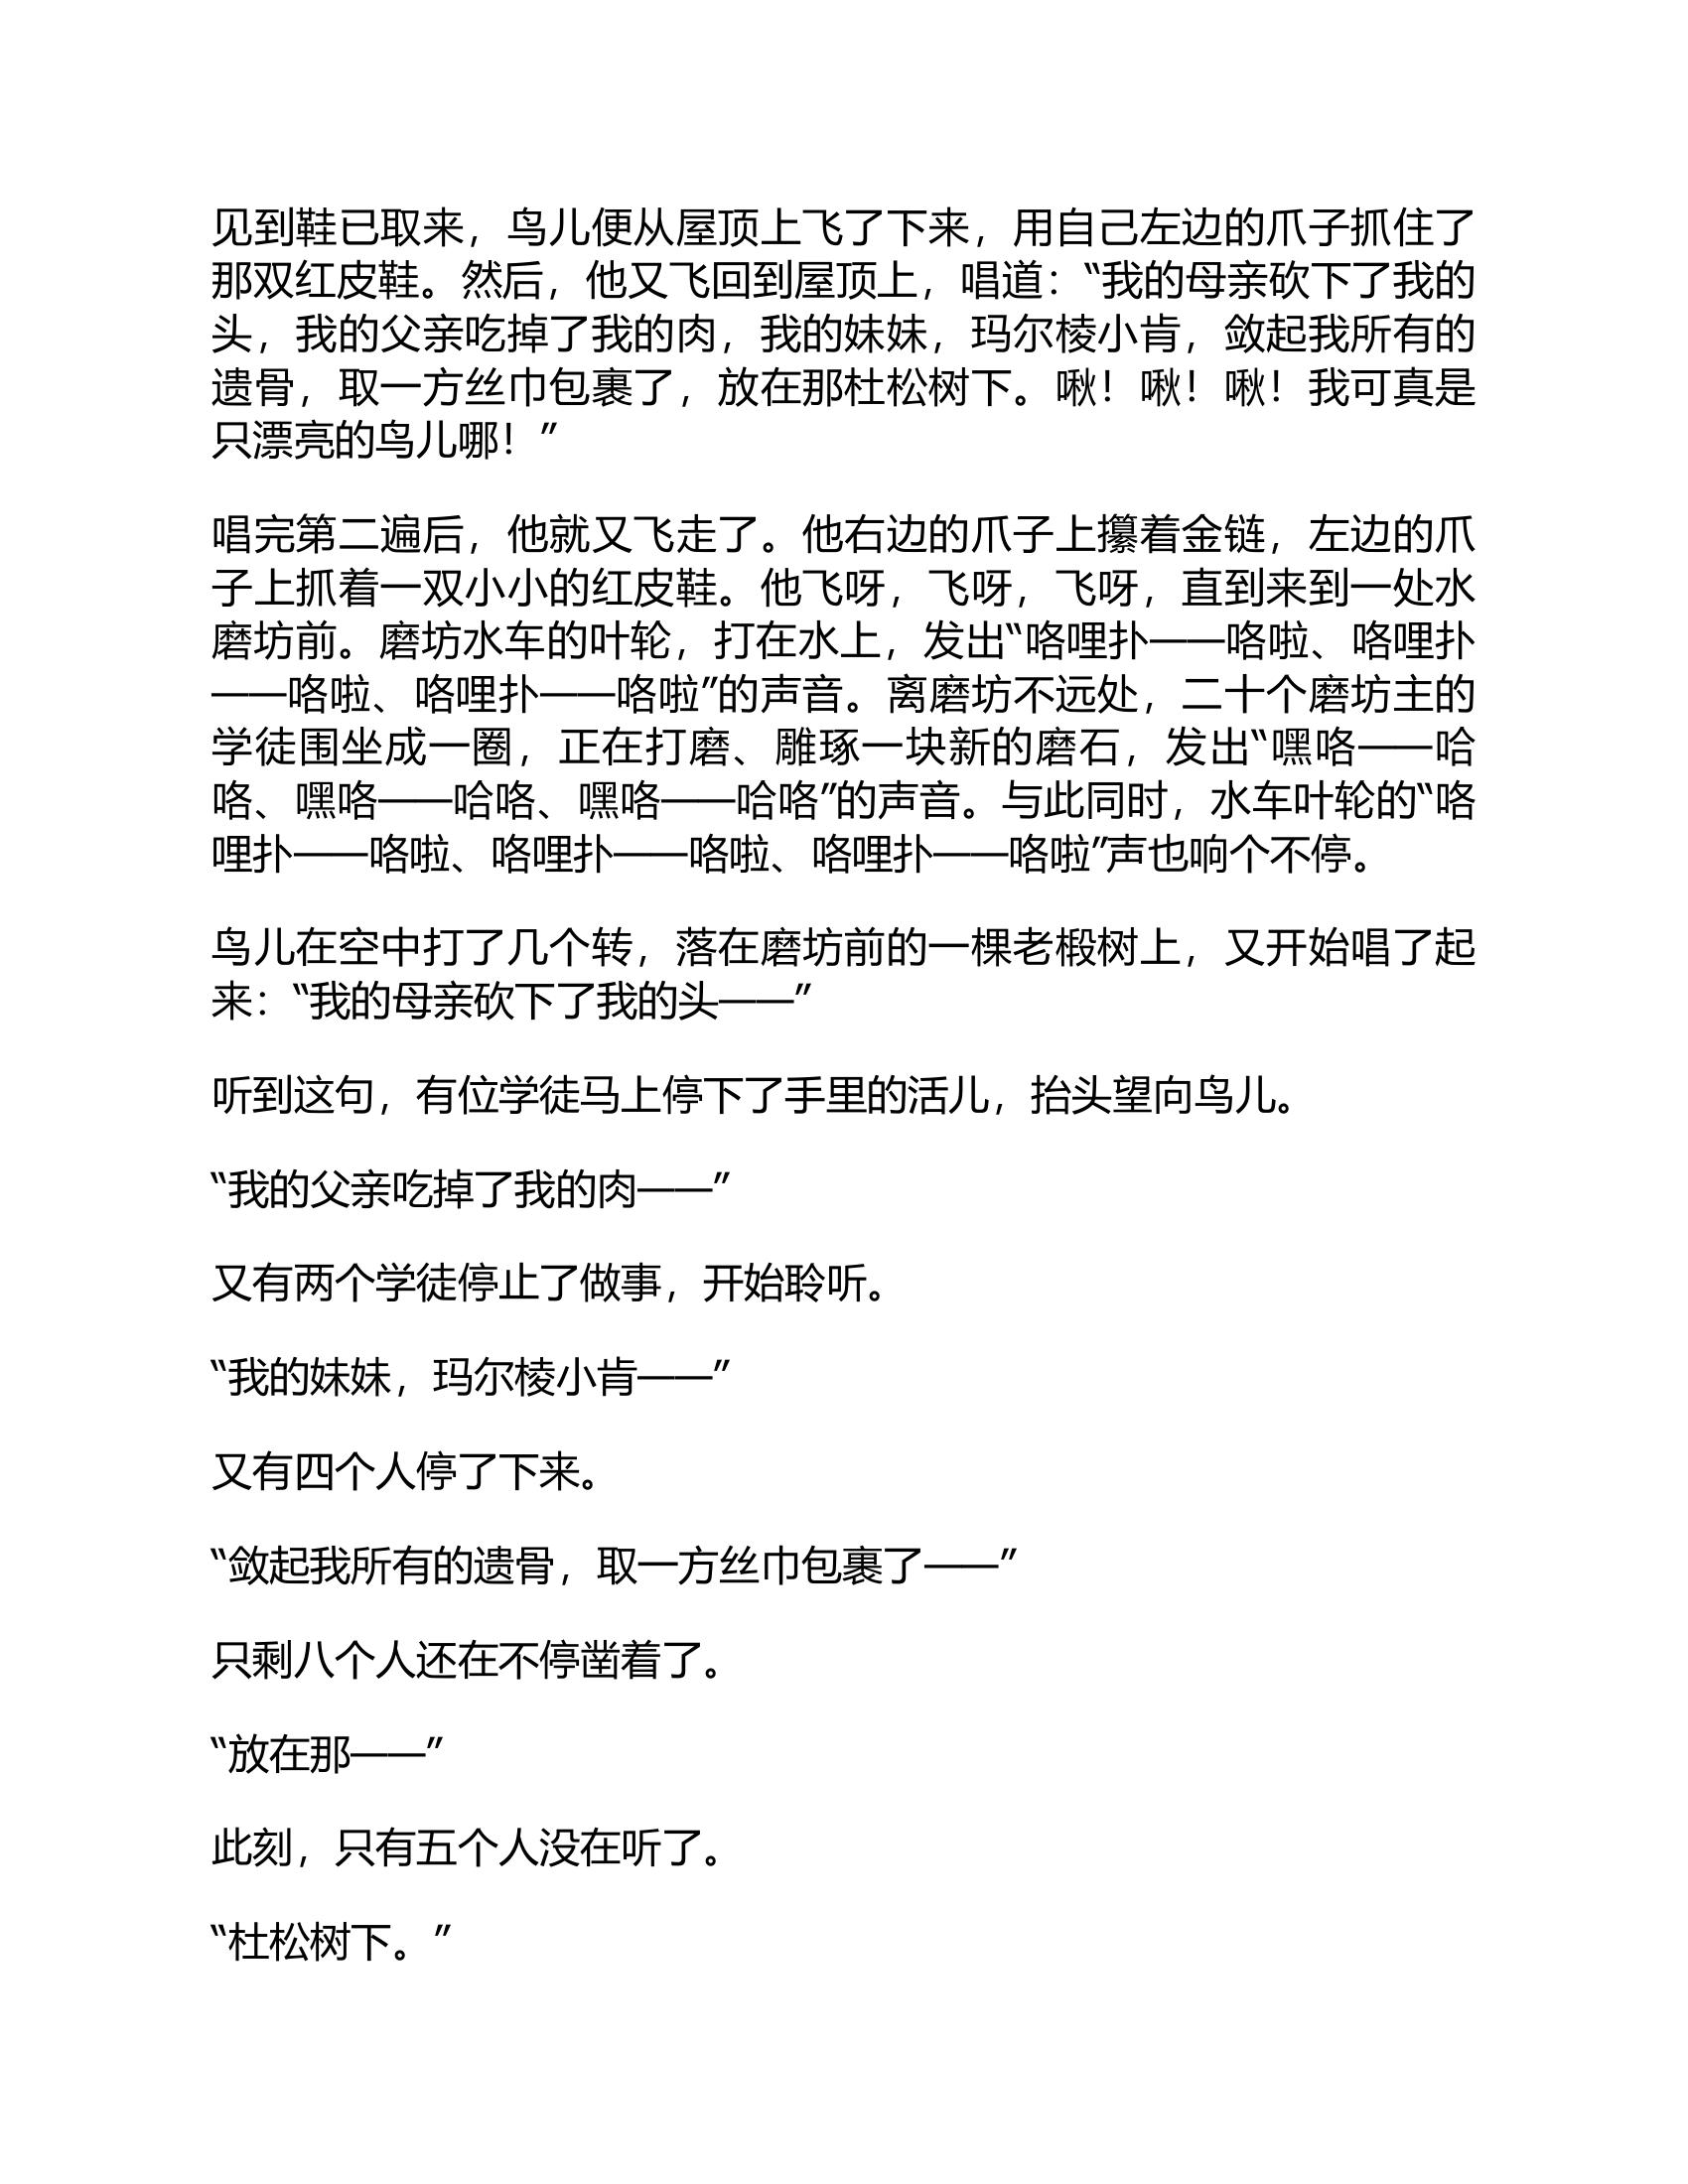 见到鞋已取来，鸟儿便从屋顶上飞了下来，用自己左边的爪子抓住了
那双红皮鞋。然后，他又飞回到屋顶上，唱道：“我的母亲砍下了我的
头，我的父亲吃掉了我的肉，我的妹妹，玛尔棱小肯，敛起我所有的
遗骨，取一方丝巾包裹了，放在那杜松树下。啾！啾！啾！我可真是
只漂亮的鸟儿哪！”
唱完第二遍后，他就又飞走了。他右边的爪子上攥着金链，左边的爪
子上抓着一双小小的红皮鞋。他飞呀，飞呀，飞呀，直到来到一处水
磨坊前。磨坊水车的叶轮，打在水上，发出“咯哩扑——咯啦、咯哩扑
——咯啦、咯哩扑——咯啦”的声音。离磨坊不远处，二十个磨坊主的
学徒围坐成一圈，正在打磨、雕琢一块新的磨石，发出“嘿咯——哈
咯、嘿咯——哈咯、嘿咯——哈咯”的声音。与此同时，水车叶轮的“咯
哩扑——咯啦、咯哩扑——咯啦、咯哩扑——咯啦”声也响个不停。
鸟儿在空中打了几个转，落在磨坊前的一棵老椴树上，又开始唱了起
来：“我的母亲砍下了我的头——”
听到这句，有位学徒马上停下了手里的活儿，抬头望向鸟儿。
“我的父亲吃掉了我的肉——”
又有两个学徒停止了做事，开始聆听。
“我的妹妹，玛尔棱小肯——”
又有四个人停了下来。
“敛起我所有的遗骨，取一方丝巾包裹了——”
只剩八个人还在不停凿着了。
“放在那——”
此刻，只有五个人没在听了。
“杜松树下。”